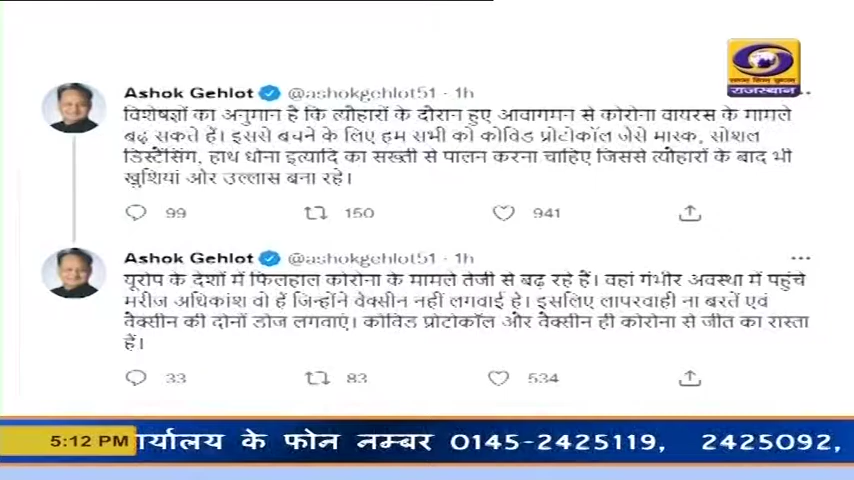 राजस्थान
Ashok Gehlot @ashokgehlot51 · 1h
विशेषज्ञों का अनुमान है कि त्यौहारों के दौरान हुए आवागमन से कोरोना वायरस के मामले
बढ़ सकते हैं। इससे बचने के लिए हम सभी को कोविड प्रोटोकॉल जैसे मास्क, सोशल
डिस्टैंसिंग, हाथ धोना इत्यादि का सख्ती से पालन करना चाहिए जिससे त्यौहारों के बाद भी
खुशियां और उल्लास बना रहे।
99 150 941
Ashok Gehlot @ashokgehlot51 · 1h
यूरोप के देशों में फिलहाल कोरोना के मामले तेजी से बढ़ रहे हैं। वहां गंभीर अवस्था में पहुंचे
मरीज अधिकांश वो हैं जिन्होंने वैक्सीन नहीं लगवाई है। इसलिए लापरवाही ना बरतें एवं
वैक्सीन की दोनों डोज लगवाएं। कोविड प्रोटोकॉल और वैक्सीन ही कोरोना से जीत का रास्ता
है।
33 83 534
5:12 PM र्यालय के फोन नम्बर 0145-2425119, 2425092,